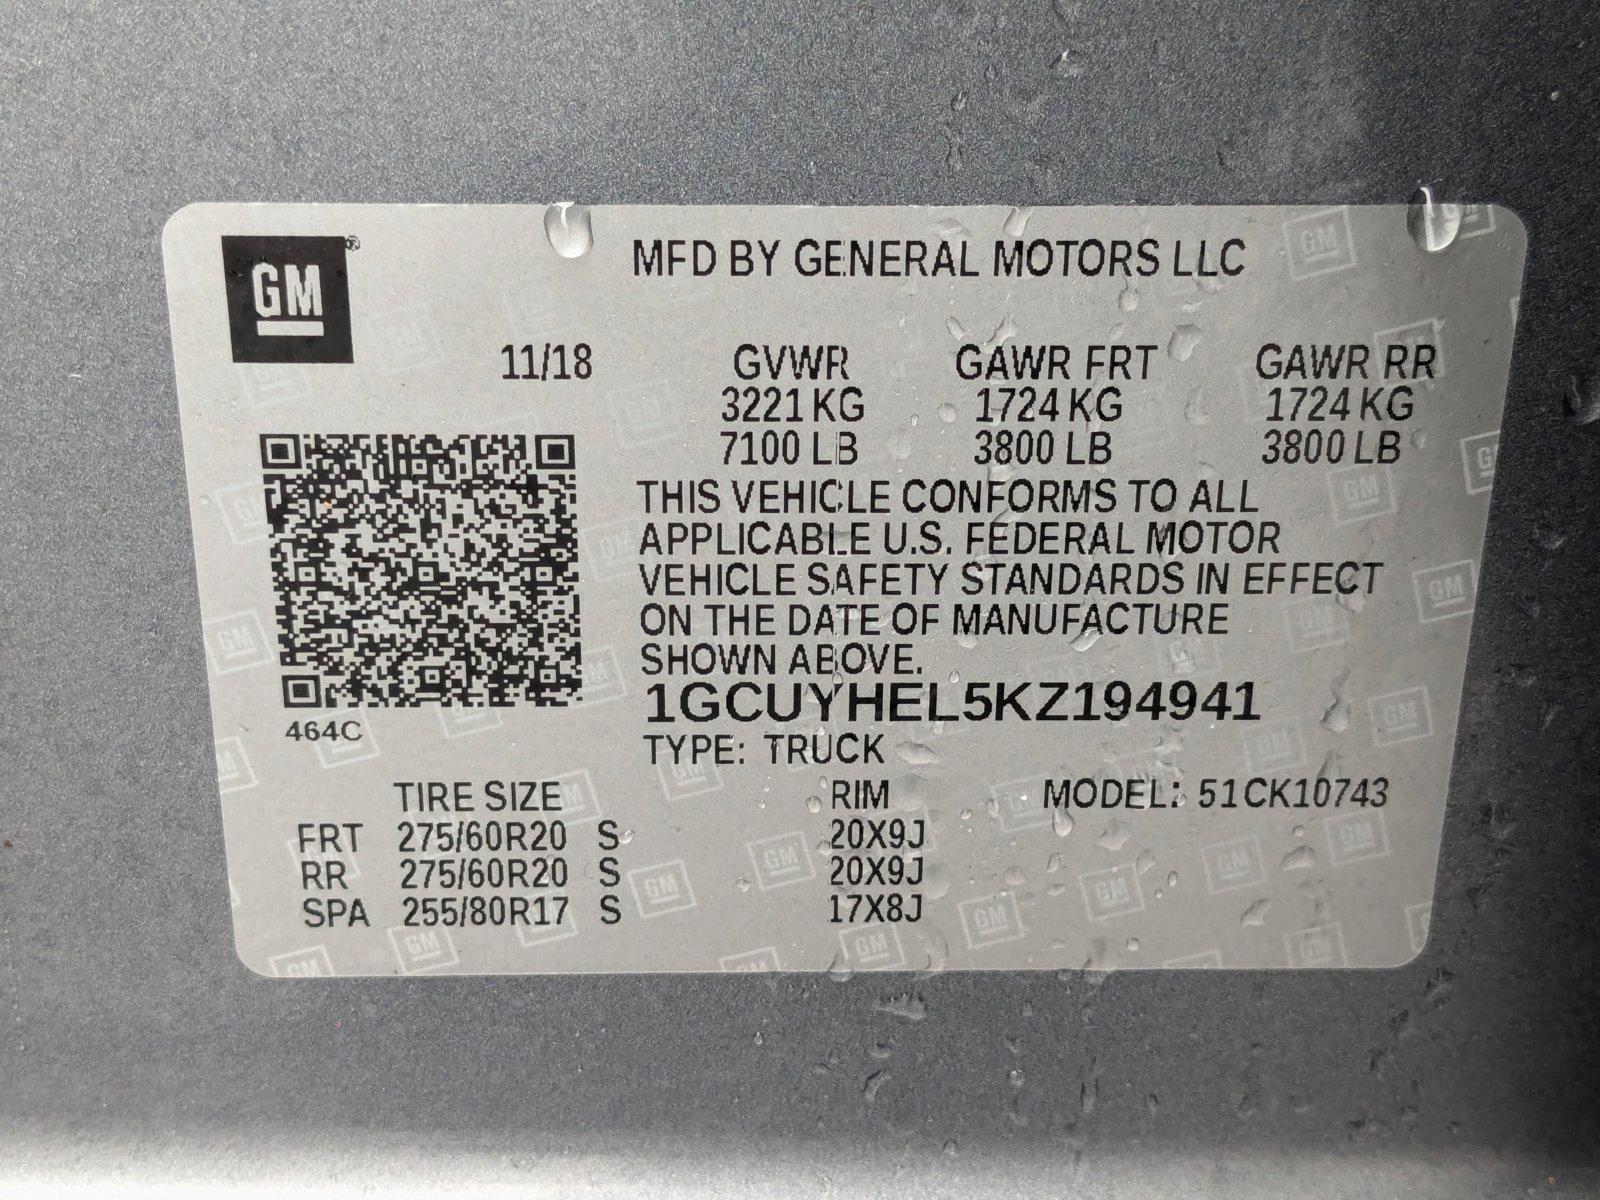 GM
MFD BY GENERAL MOTORS LLC
11/18 GVWR GAWR FRT GAWR RR
3221 KG 1724 KG 1724 KG
7100 LB 3800 LB 3800 LB
THIS VEHICLE CONFORMS TO ALL
APPLICABLE U.S. FEDERAL MOTOR
VEHICLE SAFETY STANDARDS IN EFFECT
ON THE DATE OF MANUFACTURE
SHOWN ABOVE.
1GCUYHEL5KZ194941
464C
TYPE: TRUCK
TIRE SIZE RIM MODEL: 51CK10743
FRT 275/60R20 S 20X9J
RR 275/60R20 S 20X9J
SPA 255/80R17 S 17X8J